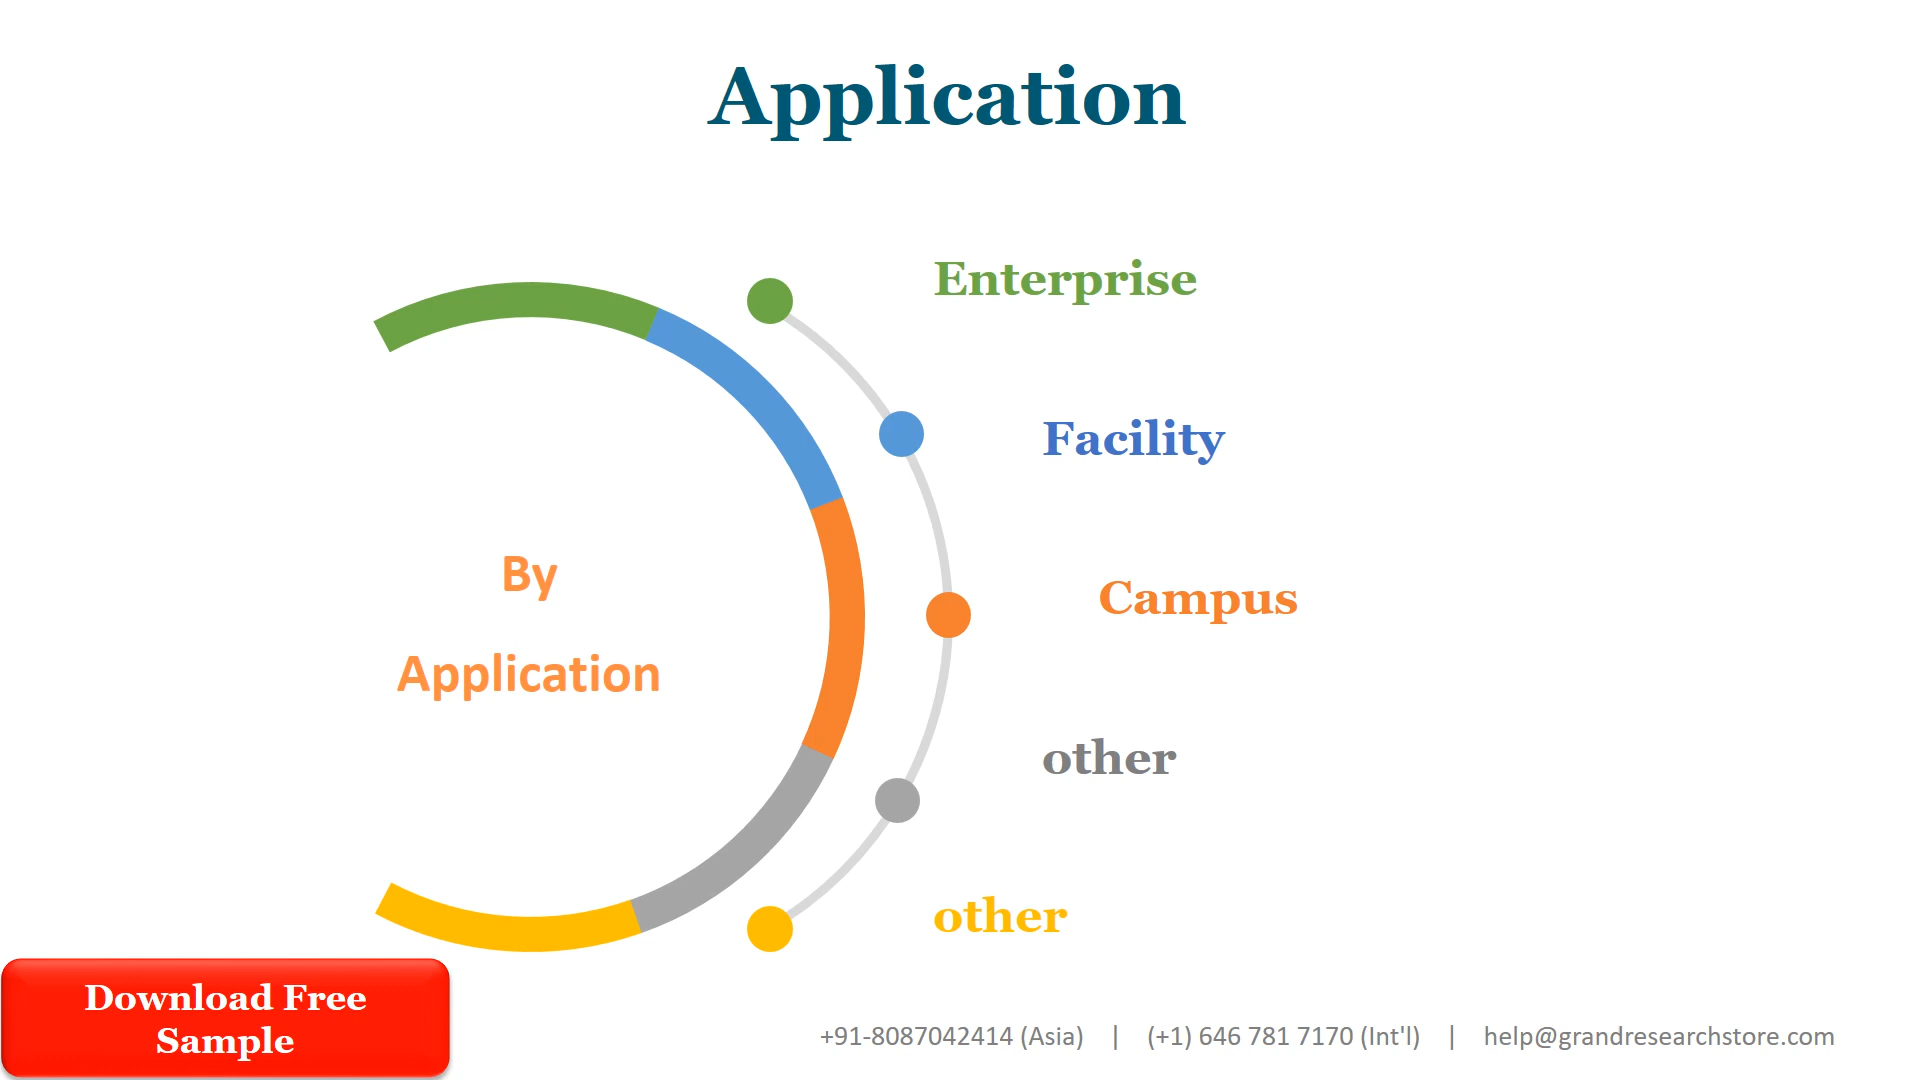 Application
Enterprise
Facility
Campus
other
other
By
Application
Download Free
Sample
+91-8087042414 (Asia) | (+1) 646 781 7170 (Int'l) | help@grandresearchstore.com